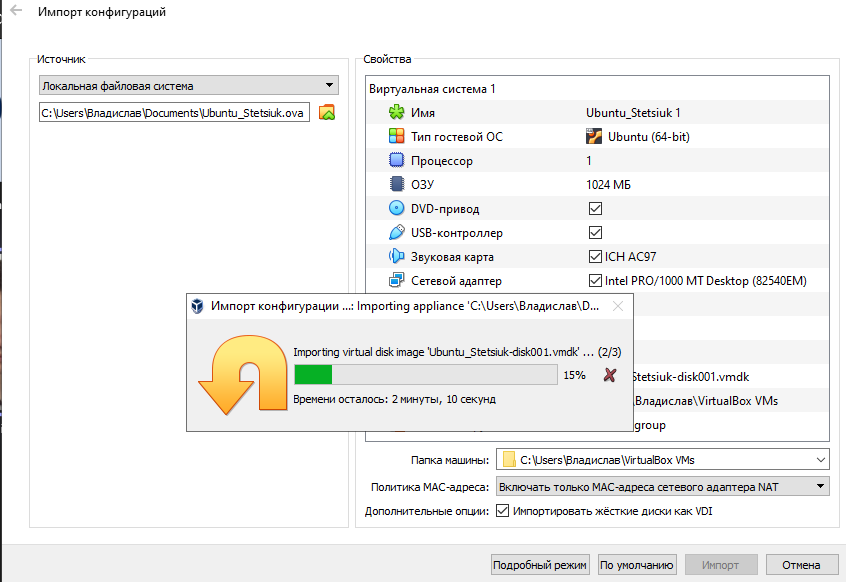 Импорт конфигураций
Источник
Локальная файловая система
C:\Users\Владислав\Documents\Ubuntu_Stetsiuk.ova
Свойства
Виртуальная система 1
Имя Ubuntu_Stetsiuk 1
Тип гостевой ОС Ubuntu (64-bit)
Процессор 1
ОЗУ 1024 МБ
DVD-привод
USB-контроллер
Звуковая карта ICH AC97
Сетевой адаптер Intel PRO/1000 MT Desktop (82540EM)
Импорт конфигурации ...: Importing appliance 'C:\Users\Владислав\D...
Importing virtual disk image 'Ubuntu_Stetsiuk-disk001.vmdk' ... (2/3)
15%
Времени осталось: 2 минуты, 10 секунд
Stetsiuk-disk001.vmdk
\Владислав\VirtualBox VMs
group
Папка машины: C:\Users\Владислав\VirtualBox VMs
Политика MAC-адреса: Включать только MAC-адреса сетевого адаптера NAT
Дополнительные опции: Импортировать жёсткие диски как VDI
Подробный режим По умолчанию Импорт Отмена